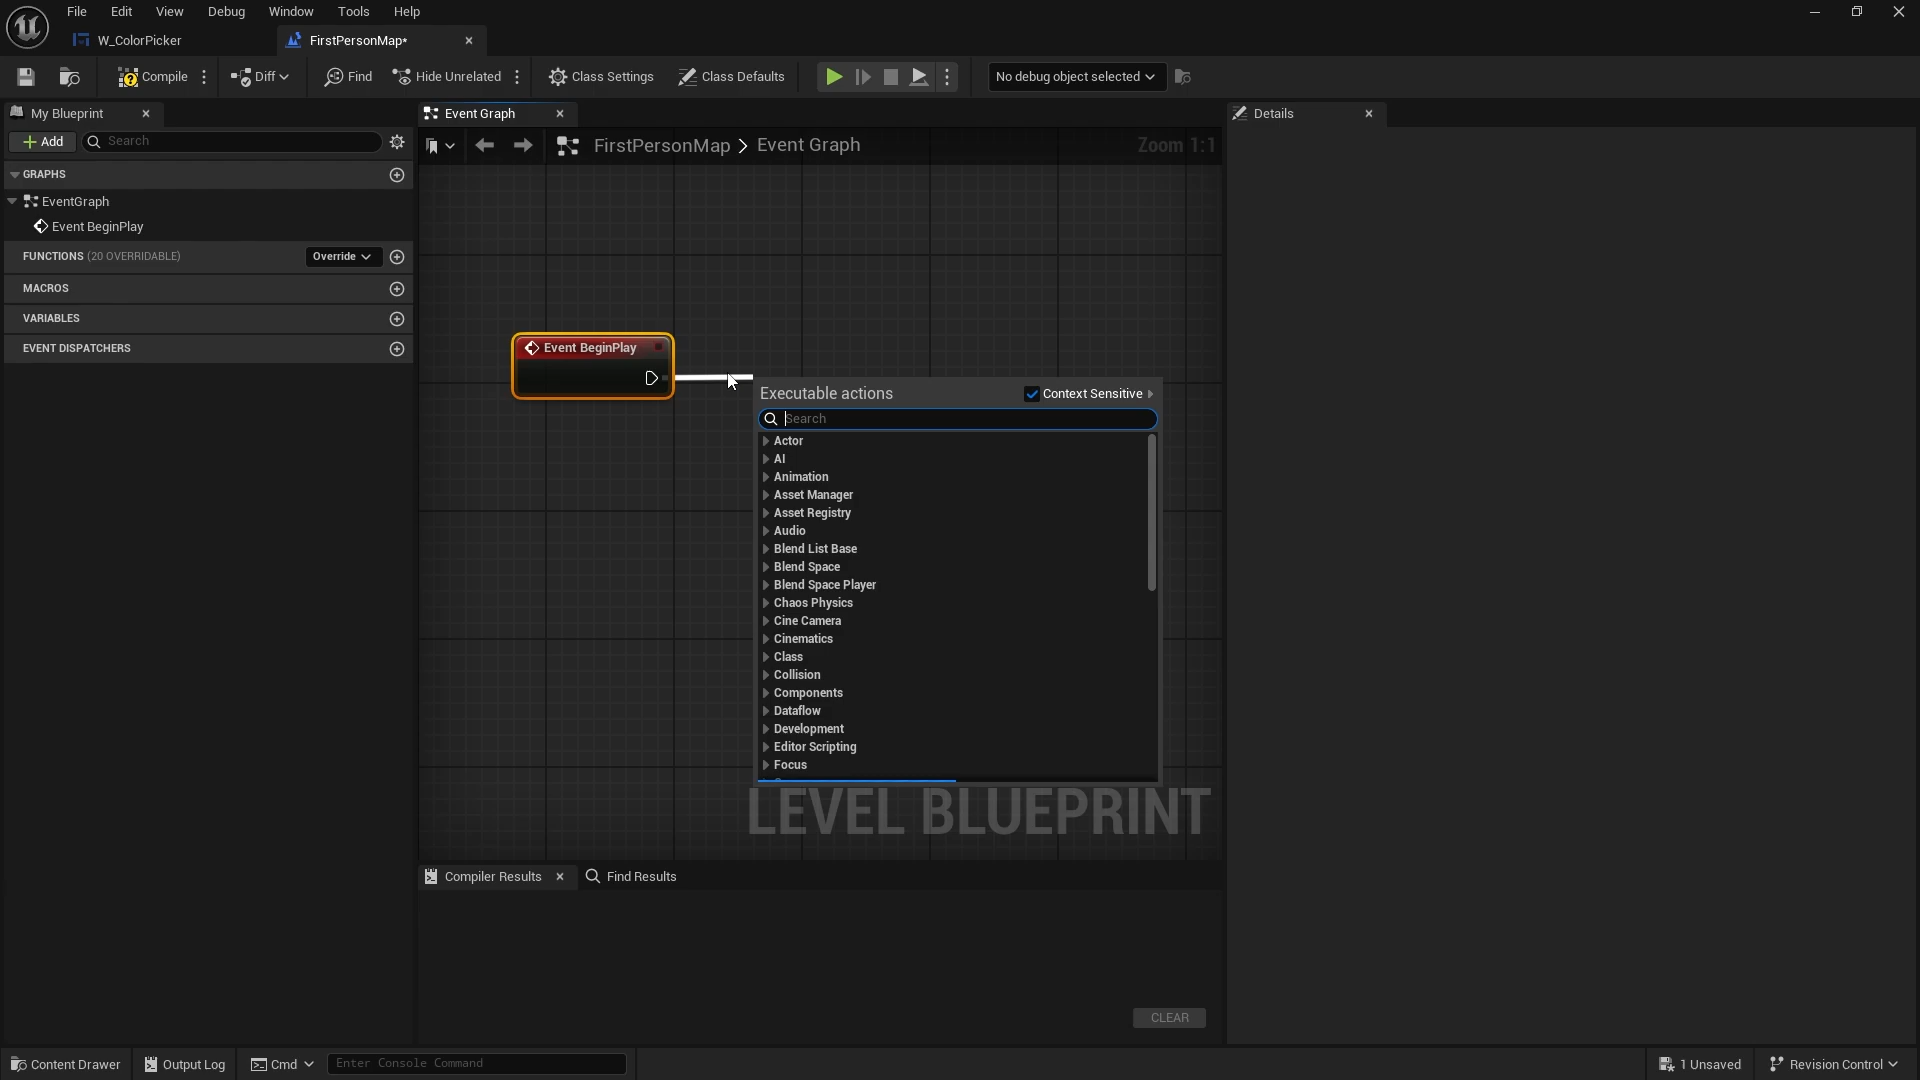 File Edit View Debug Window Tools Help
W_ColorPicker FirstPersonMap*
Compile Diff Find Hide Unrelated Class Settings Class Defaults No debug object selected
My Blueprint Event Graph Details
Add Search FirstPersonMap > Event Graph Zoom 1:1
GRAPHS
EventGraph
Event BeginPlay
FUNCTIONS (20 OVERRIDABLE) Override
MACROS
VARIABLES
EVENT DISPATCHERS
Event BeginPlay
Executable actions Context Sensitive
Search
Actor
AI
Animation
Asset Manager
Asset Registry
Audio
Blend List Base
Blend Space
Blend Space Player
Chaos Physics
Cine Camera
Cinematics
Class
Collision
Components
Dataflow
Development
Editor Scripting
Focus
LEVEL BLUEPRINT
Compiler Results Find Results
CLEAR
Content Drawer Output Log Cmd Enter Console Command 1 Unsaved Revision Control